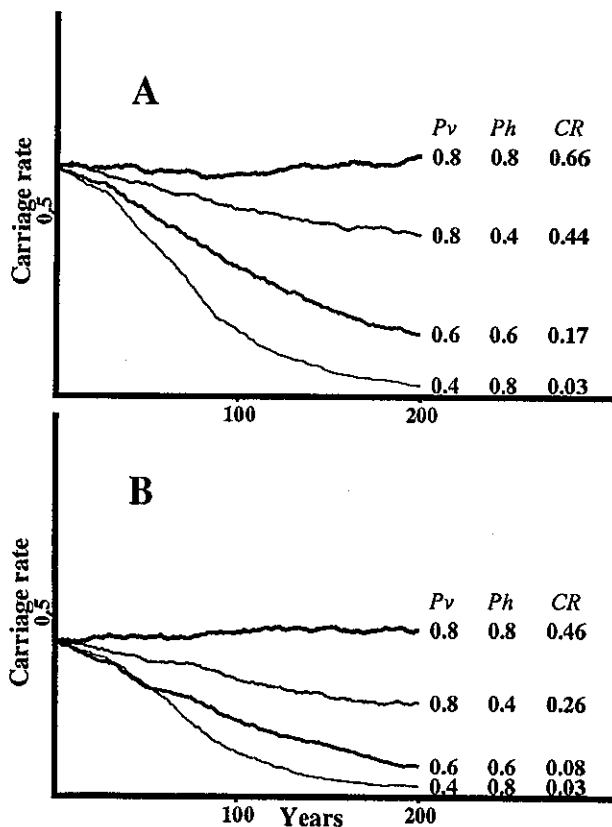 A
Pv Ph CR
0.8 0.8 0.66
0.8 0.4 0.44
0.6 0.6 0.17
0.4 0.8 0.03
Carriage rate
0.5
100 200
B
Pv Ph CR
0.8 0.8 0.46
0.8 0.4 0.26
0.6 0.6 0.08
0.4 0.8 0.03
Carriage rate
0.5
100 Years 200